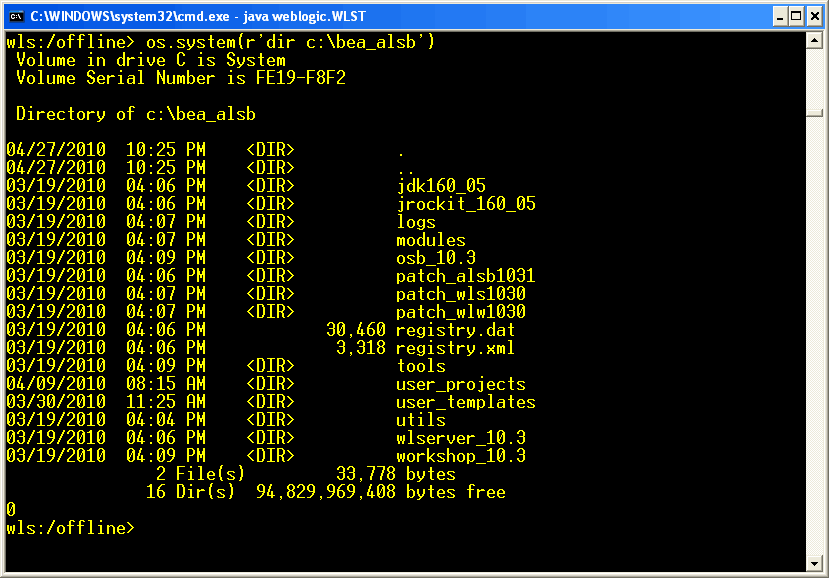 C:\WINDOWS\system32\cmd.exe - java weblogic.WLST
wls:/offline> os.system(r'dir c:\bea_alsb')
 Volume in drive C is System
 Volume Serial Number is FE19-F8F2

 Directory of c:\bea_alsb

04/27/2010  10:25 PM    <DIR>          .
04/27/2010  10:25 PM    <DIR>          ..
03/19/2010  04:06 PM    <DIR>          jdk160_05
03/19/2010  04:06 PM    <DIR>          jrockit_160_05
03/19/2010  04:07 PM    <DIR>          logs
03/19/2010  04:07 PM    <DIR>          modules
03/19/2010  04:09 PM    <DIR>          osb_10.3
03/19/2010  04:06 PM    <DIR>          patch_alsb1031
03/19/2010  04:07 PM    <DIR>          patch_wls1030
03/19/2010  04:07 PM    <DIR>          patch_wlw1030
03/19/2010  04:06 PM            30,460 registry.dat
03/19/2010  04:06 PM             3,318 registry.xml
03/19/2010  04:09 PM    <DIR>          tools
04/09/2010  08:15 AM    <DIR>          user_projects
03/30/2010  11:25 AM    <DIR>          user_templates
03/19/2010  04:04 PM    <DIR>          utils
03/19/2010  04:06 PM    <DIR>          wlserver_10.3
03/19/2010  04:09 PM    <DIR>          workshop_10.3
               2 File(s)         33,778 bytes
              16 Dir(s)  94,829,969,408 bytes free
0
wls:/offline>